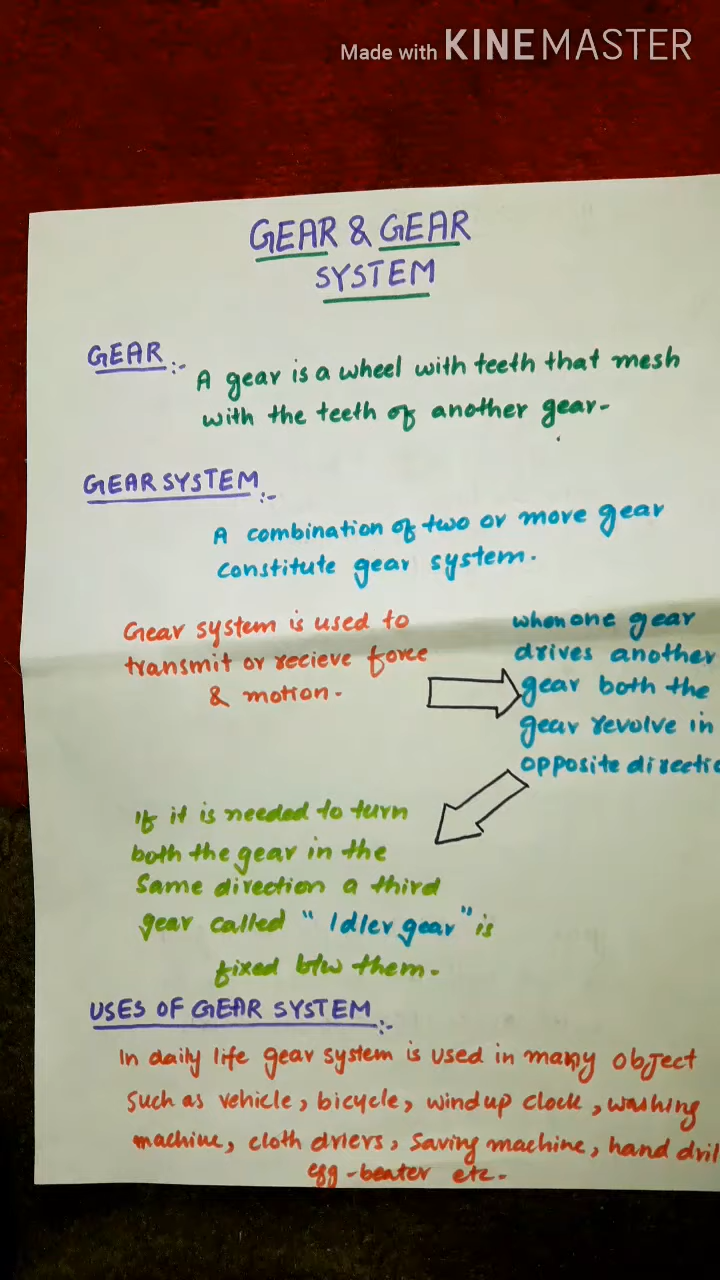 Made with KINEMASTER
GEAR & GEAR
SYSTEM
GEAR :-
A gear is a wheel with teeth that mesh
with the teeth of another gear-
GEAR SYSTEM :-
A combination of two or more gear
constitute gear system.
Gear system is used to
transmit or recieve force
& motion-
when one gear
drives another
gear both the
gear revolve in
opposite directio
If it is needed to turn
both the gear in the
Same direction a third
gear called "Idler gear" is
fixed btw them-
USES OF GEAR SYSTEM :-
In daily life gear system is used in many object
such as vehicle, bicycle, windup clock, washing
machine, cloth driers, Saving machine, hand dril
egg-beater etc-